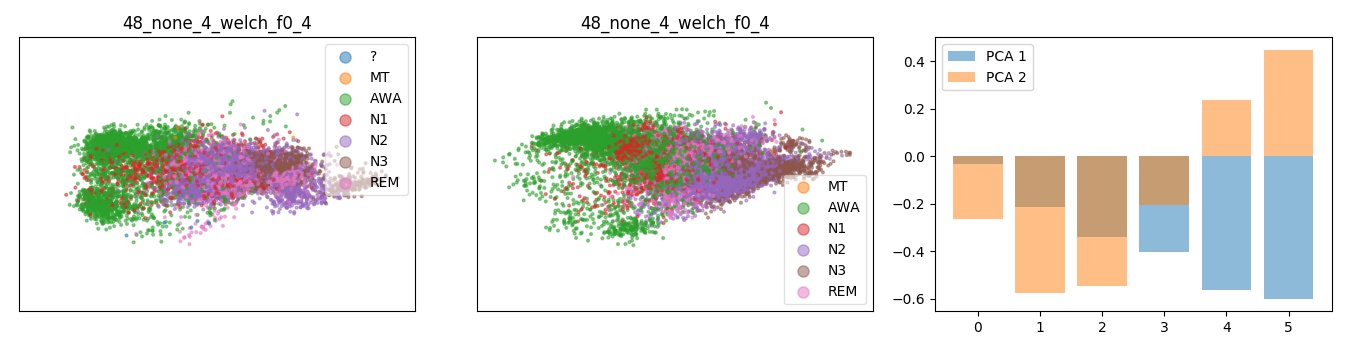 48_none_4_welch_f0_4
?
MT
AWA
N1
N2
N3
REM
48_none_4_welch_f0_4
MT
AWA
N1
N2
N3
REM
PCA 1
PCA 2
0.4
0.2
0.0
−0.2
−0.4
−0.6
0 1 2 3 4 5